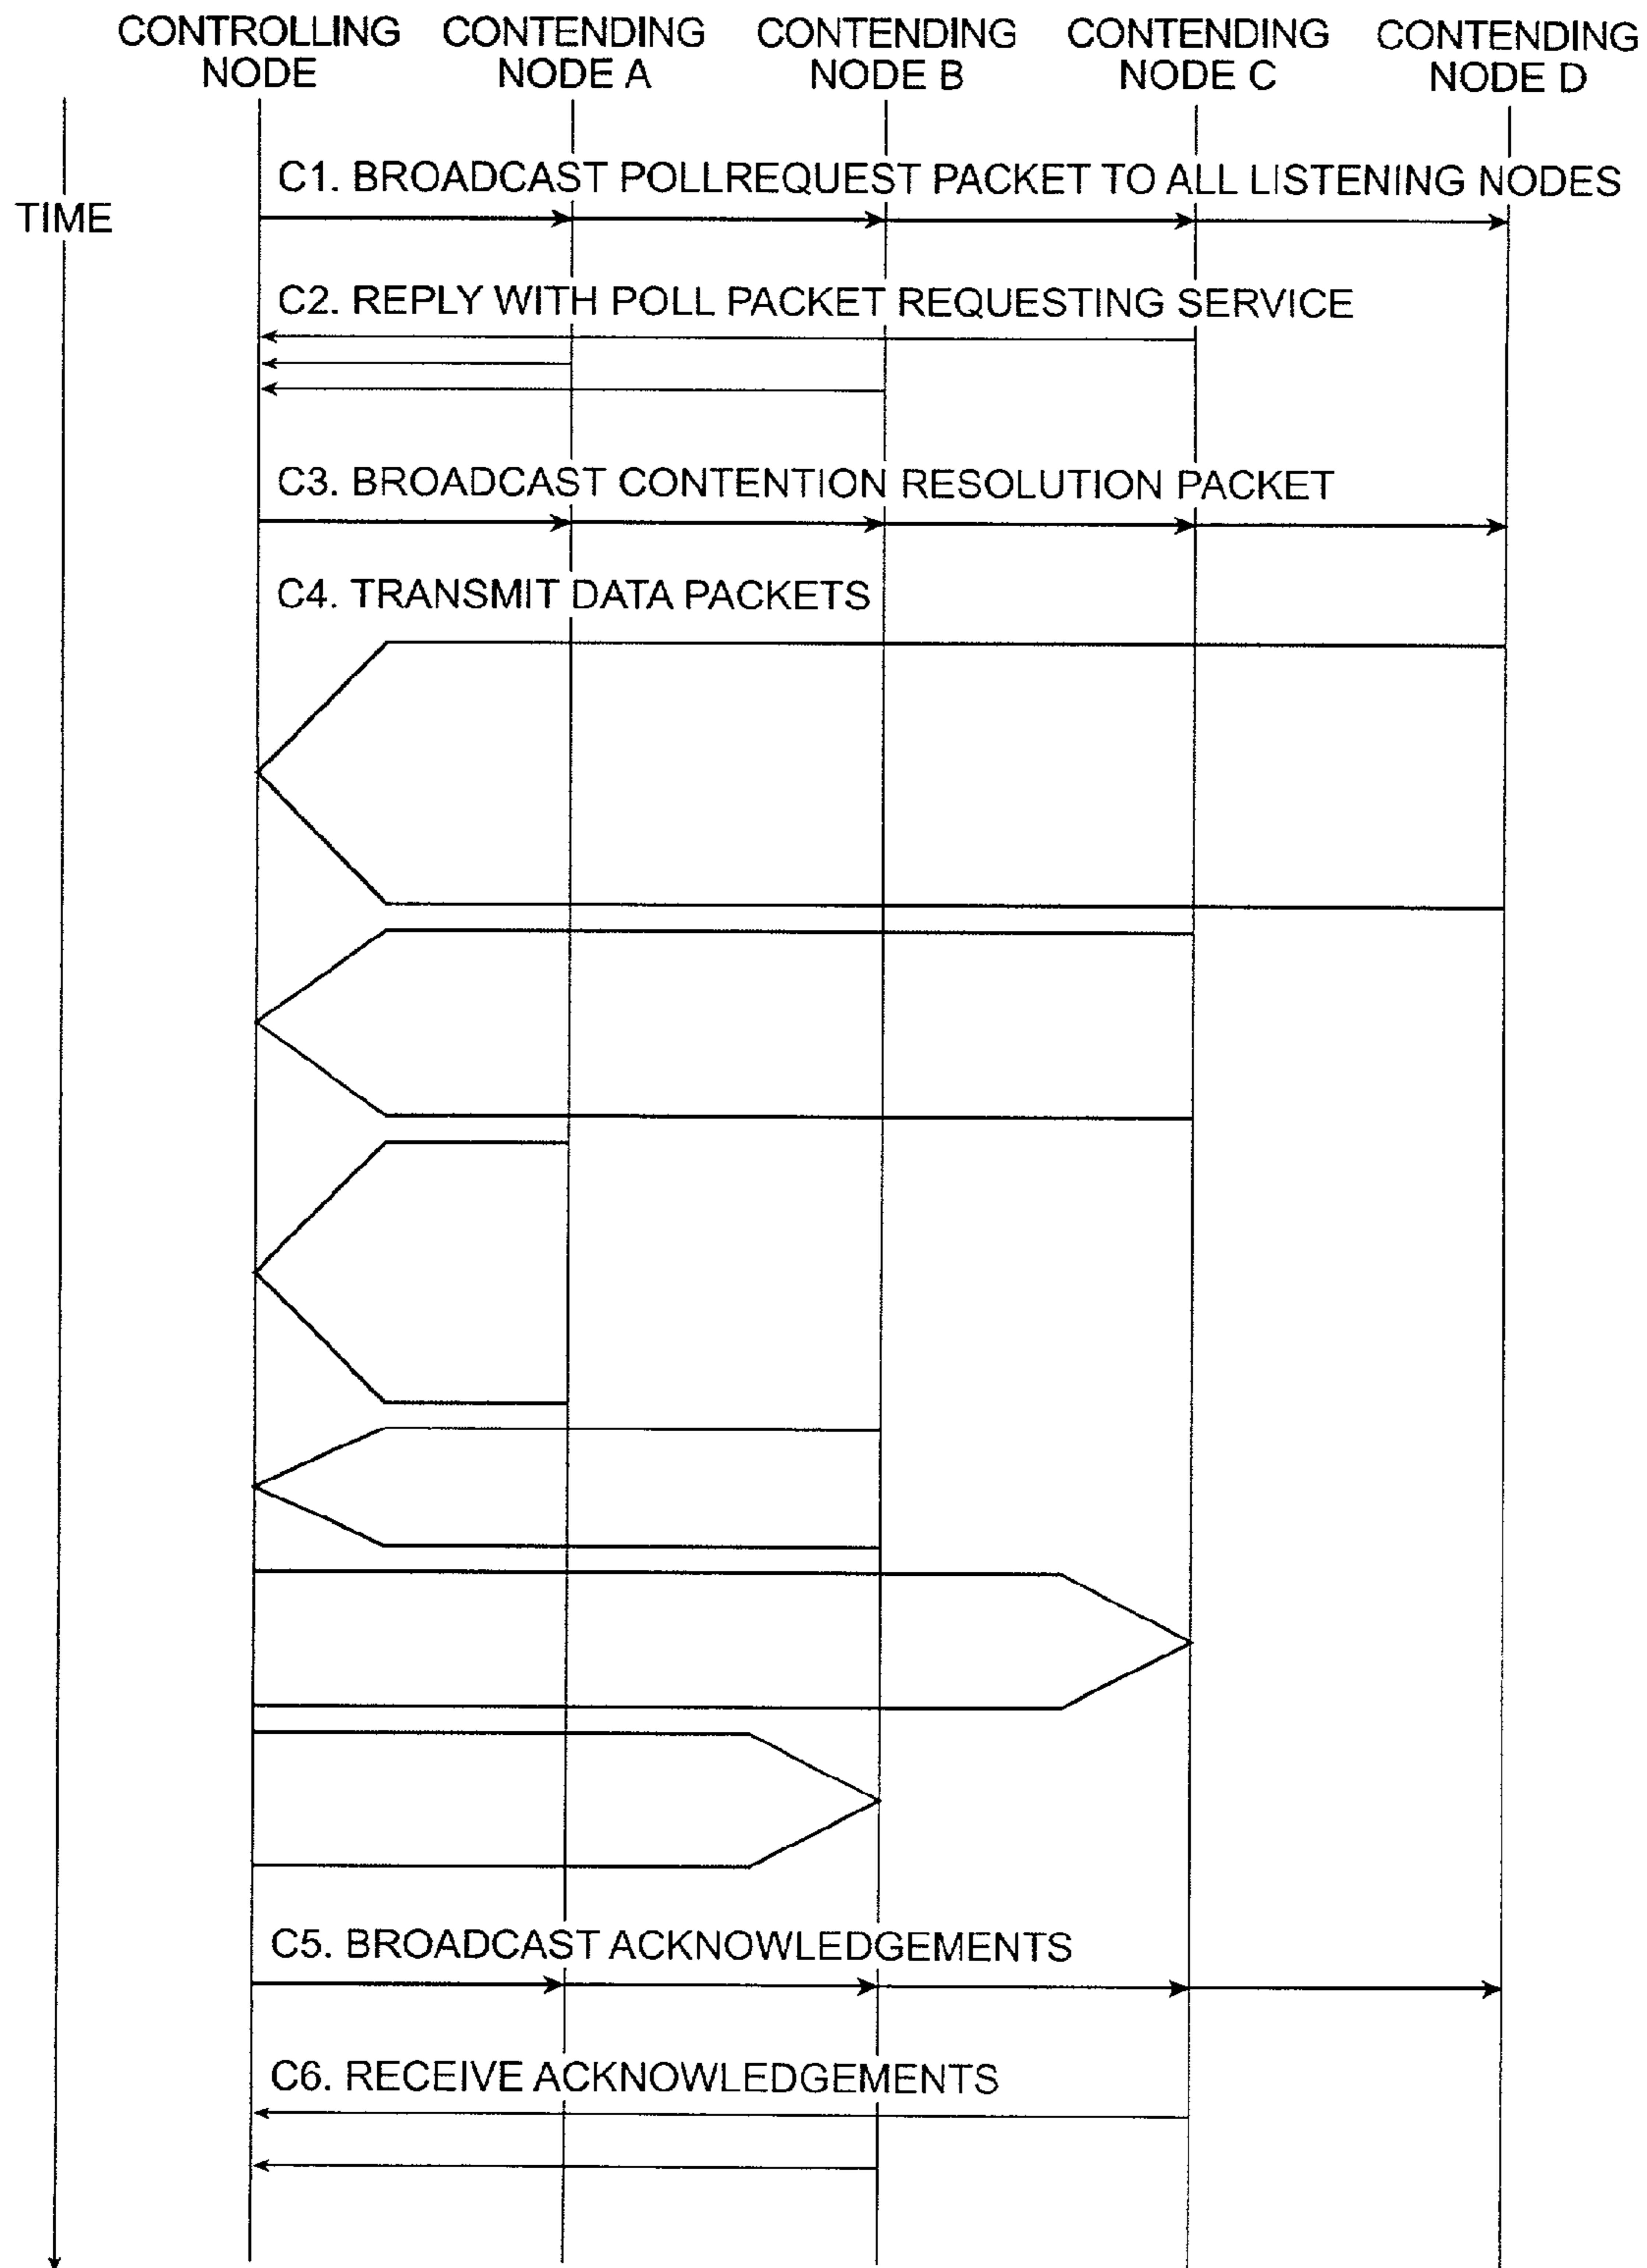 CONTROLLING NODE
CONTENDING NODE A
CONTENDING NODE B
CONTENDING NODE C
CONTENDING NODE D
TIME
C1. BROADCAST POLLREQUEST PACKET TO ALL LISTENING NODES
C2. REPLY WITH POLL PACKET REQUESTING SERVICE
C3. BROADCAST CONTENTION RESOLUTION PACKET
C4. TRANSMIT DATA PACKETS
C5. BROADCAST ACKNOWLEDGEMENTS
C6. RECEIVE ACKNOWLEDGEMENTS